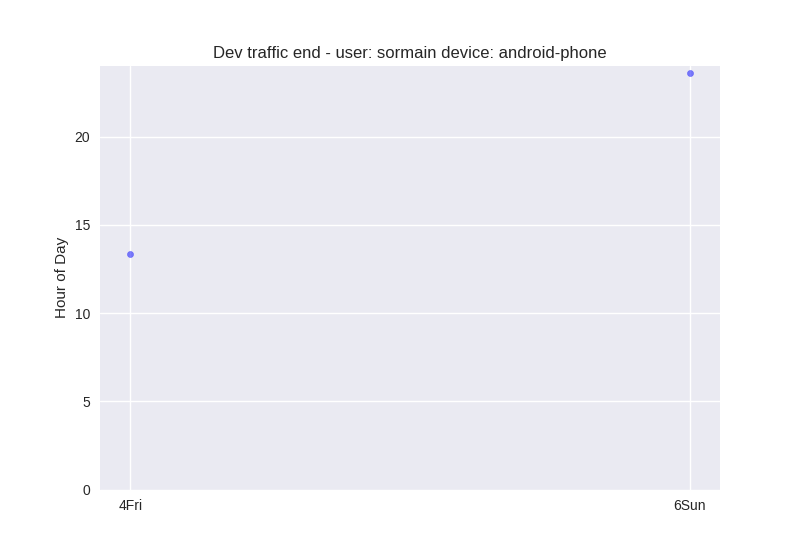 Dev traffic end - user: sormain device: android-phone
20
15
10
5
0
Hour of Day
4Fri
6Sun